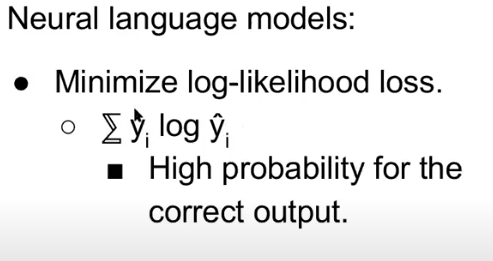 Neural language models:
● Minimize log-likelihood loss.
○ ∑ yᵢ log ŷᵢ
■ High probability for the
correct output.